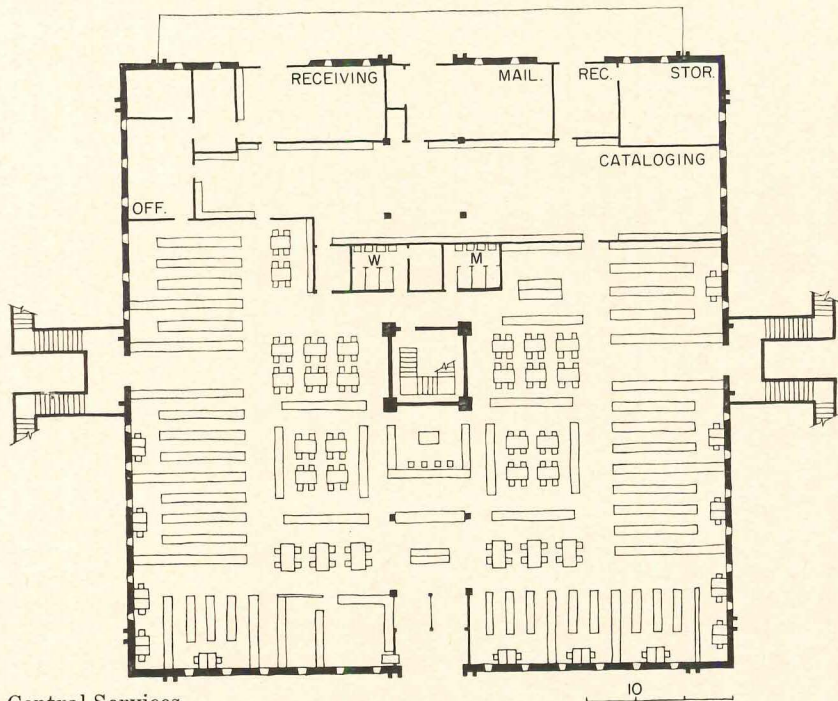 RECEIVING MAIL. REC. STOR.
CATALOGING
OFF.
W M
10
Central Services